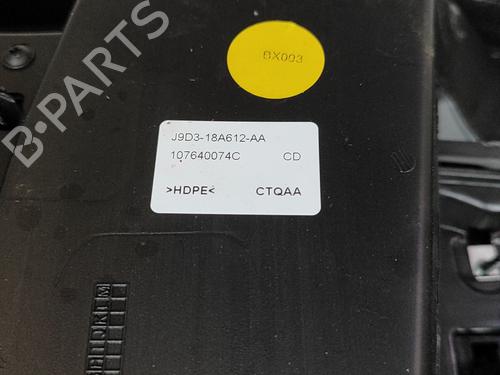 BX003
J9D3-18A612-AA
107640074C CD
>HDPE< CTQAA
B-PARTS